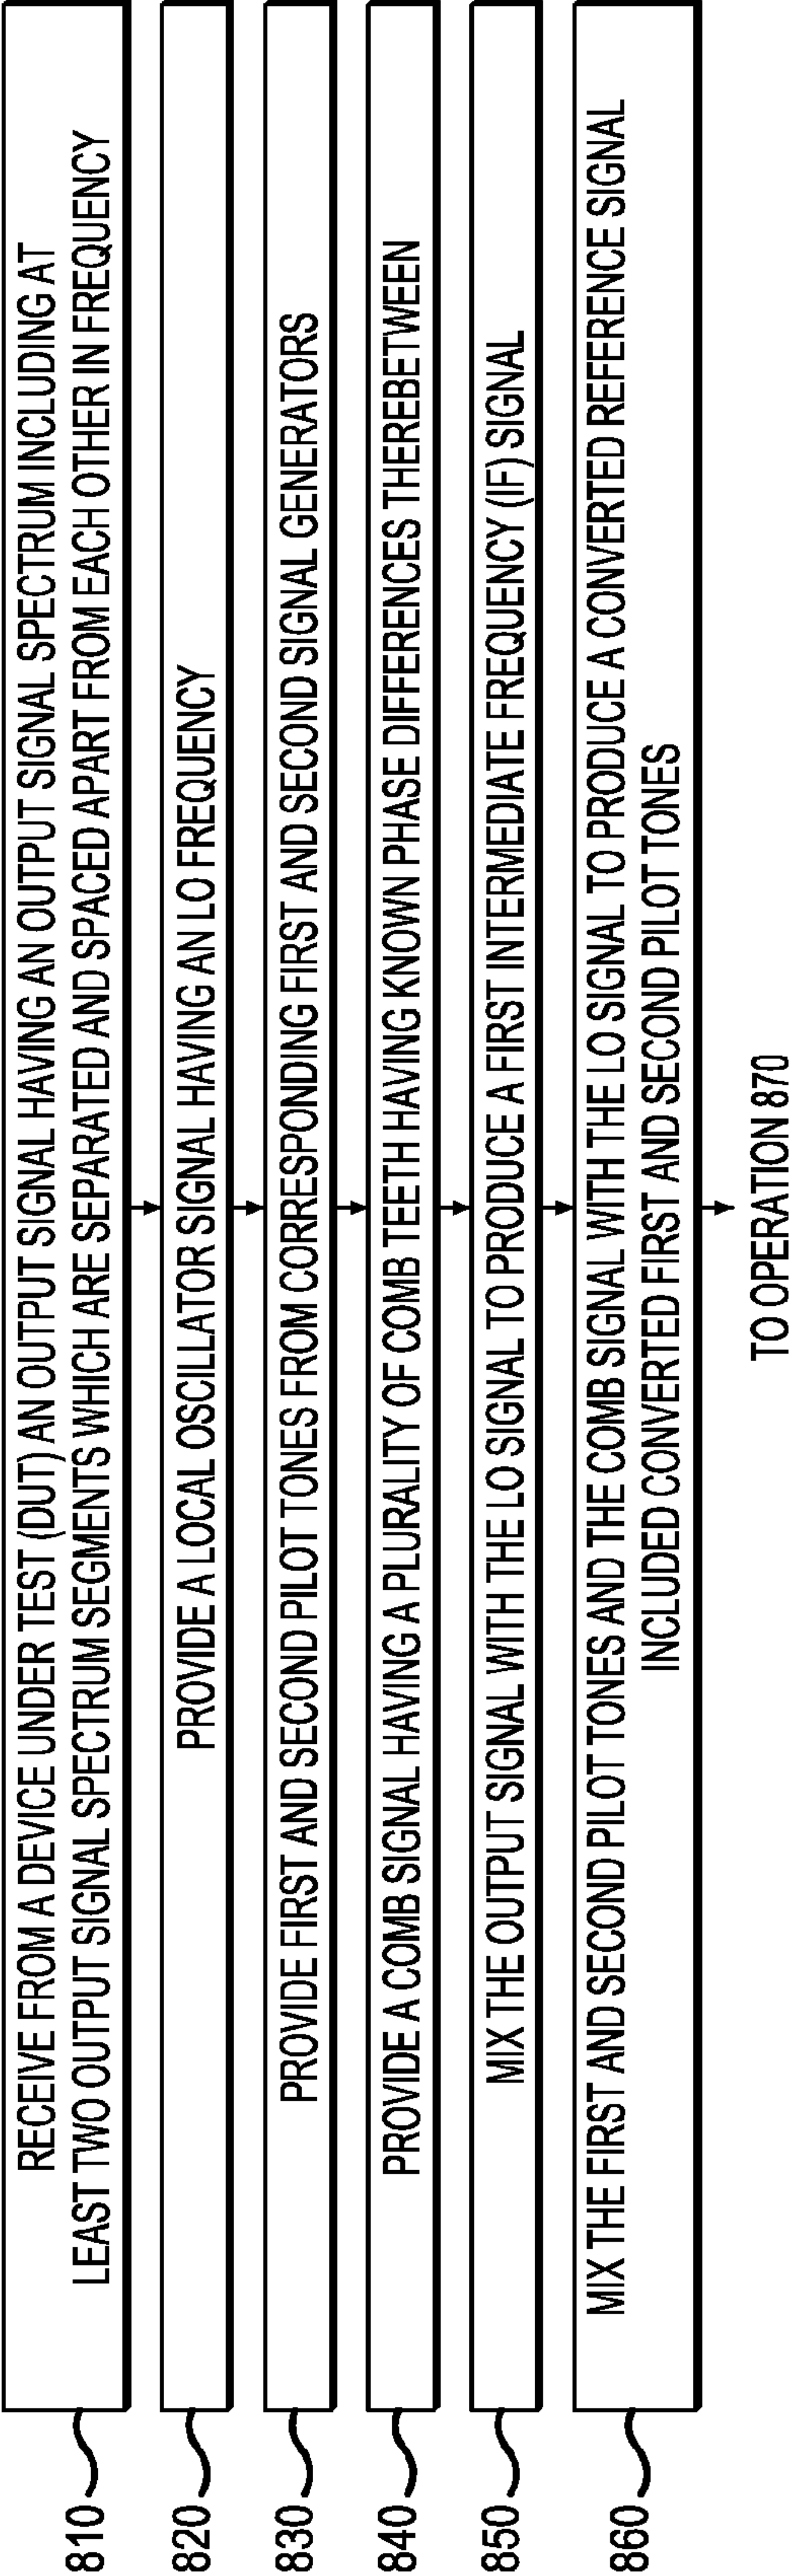 810
RECEIVE FROM A DEVICE UNDER TEST (DUT) AN OUTPUT SIGNAL HAVING AN OUTPUT SIGNAL SPECTRUM INCLUDING AT
LEAST TWO OUTPUT SIGNAL SPECTRUM SEGMENTS WHICH ARE SEPARATED AND SPACED APART FROM EACH OTHER IN FREQUENCY
820
PROVIDE A LOCAL OSCILLATOR SIGNAL HAVING AN LO FREQUENCY
830
PROVIDE FIRST AND SECOND PILOT TONES FROM CORRESPONDING FIRST AND SECOND SIGNAL GENERATORS
840
PROVIDE A COMB SIGNAL HAVING A PLURALITY OF COMB TEETH HAVING KNOWN PHASE DIFFERENCES THEREBETWEEN
850
MIX THE OUTPUT SIGNAL WITH THE LO SIGNAL TO PRODUCE A FIRST INTERMEDIATE FREQUENCY (IF) SIGNAL
860
MIX THE FIRST AND SECOND PILOT TONES AND THE COMB SIGNAL WITH THE LO SIGNAL TO PRODUCE A CONVERTED REFERENCE SIGNAL
INCLUDED CONVERTED FIRST AND SECOND PILOT TONES
TO OPERATION 870